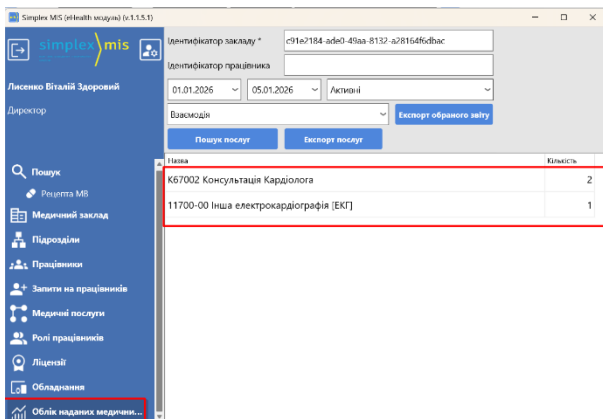 Simplex MIS (eHealth модуль) (v.1.1.5.1)
simplex mis
Лисенко Віталій Здоровий
Директор
Пошук
Рецепта МВ
Медичний заклад
Підрозділи
Працівники
Запити на працівників
Медичні послуги
Ролі працівників
Ліцензії
Обладнання
Облік наданих медични...
Ідентифікатор закладу * c91e2184-ade0-49aa-8132-a28164f6dbac
Ідентифікатор працівника
01.01.2026 05.01.2026 Активні
Взаємодія Експорт обраного звіту
Пошук послуг Експорт послуг
Назва Кількість
K67002 Консультація Кардіолога 2
11700-00 Інша електрокардіографія [ЕКГ] 1